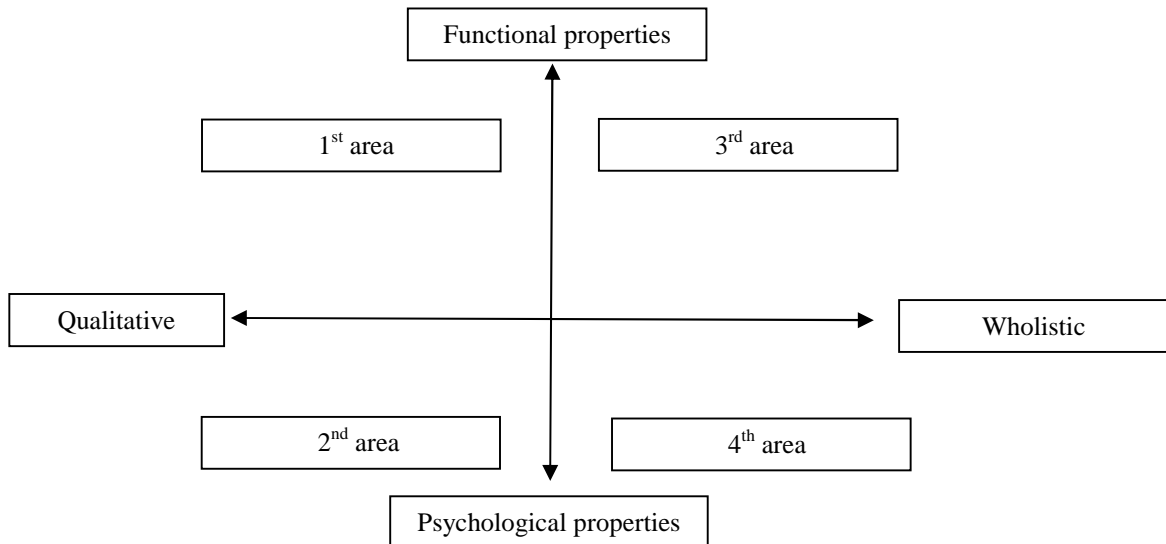 Functional properties
1st area
3rd area
Qualitative
Wholistic
2nd area
4th area
Psychological properties